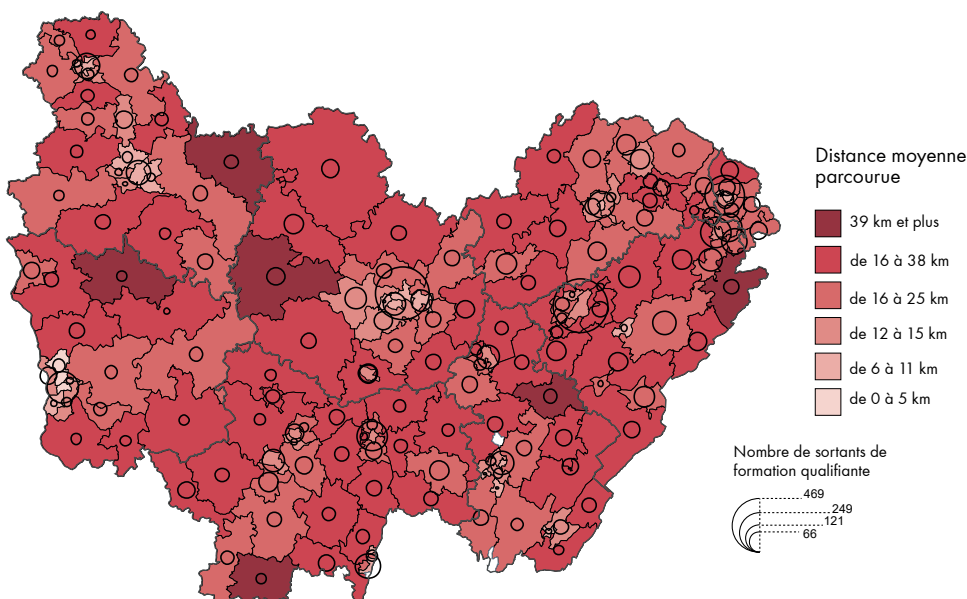 Distance moyenne
parcourue
39 km et plus
de 16 à 38 km
de 16 à 25 km
de 12 à 15 km
de 6 à 11 km
de 0 à 5 km
Nombre de sortants de
formation qualifiante
469
249
121
66